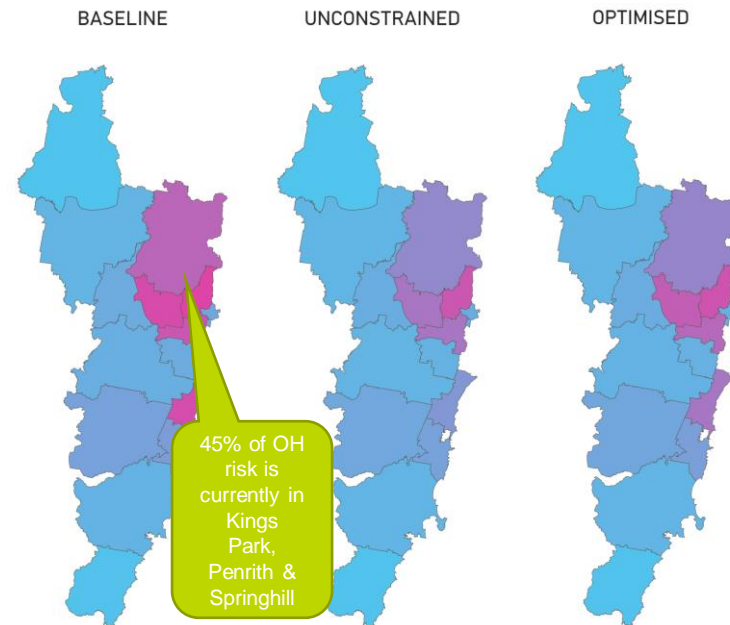 BASELINE
UNCONSTRAINED
OPTIMISED
45% of OH
risk is
currently in
Kings
Park,
Penrith &
Springhill